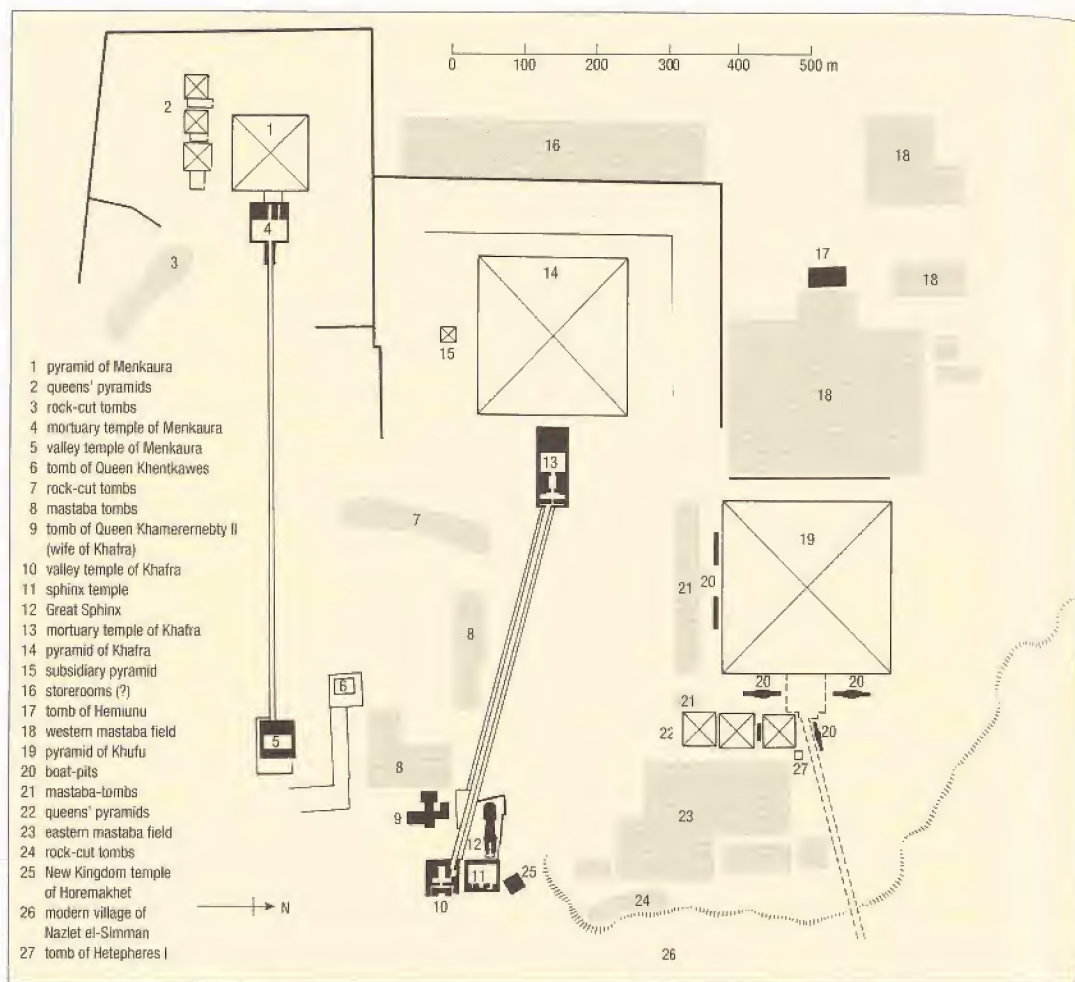 0 100 200 300 400 500 m
2
1
16
18
4
17
3
14
18
15
18
1 pyramid of Menkaura
2 queens' pyramids
3 rock-cut tombs
4 mortuary temple of Menkaura
5 valley temple of Menkaura
6 tomb of Queen Khentkawes
7 rock-cut tombs
8 mastaba tombs
9 tomb of Queen Khamerernebty II
(wife of Khafra)
10 valley temple of Khafra
11 sphinx temple
12 Great Sphinx
13 mortuary temple of Khafra
14 pyramid of Khafra
15 subsidiary pyramid
16 storerooms (?)
17 tomb of Hemiunu
18 western mastaba field
19 pyramid of Khufu
20 boat-pits
21 mastaba-tombs
22 queens' pyramids
23 eastern mastaba field
24 rock-cut tombs
25 New Kingdom temple
of Horemakhet
26 modern village of
Nazlet el-Simman
27 tomb of Hetepheres I
N
13
7
19
21 20
8
6
20 20
21
5
22
20
27
8
9
23
12
11
25
10
24
26